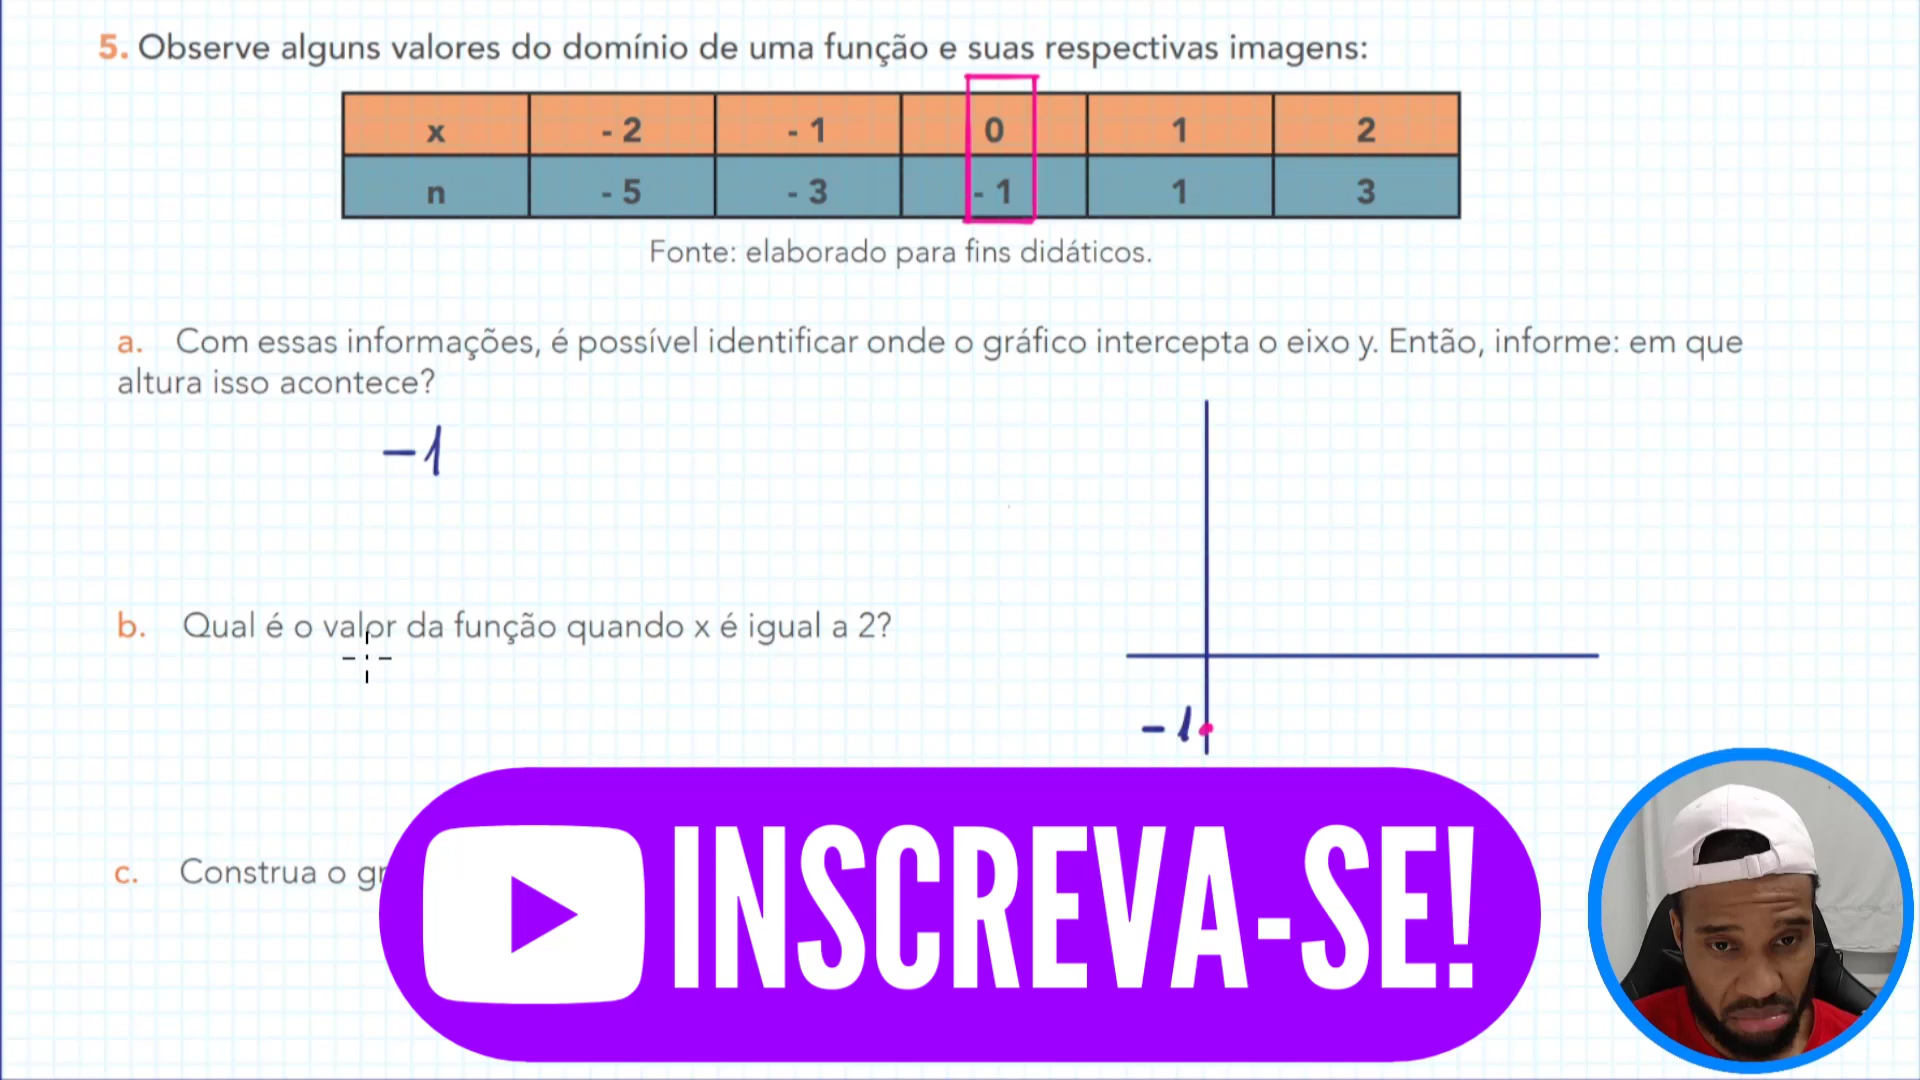 5. Observe alguns valores do domínio de uma função e suas respectivas imagens:
x - 2 - 1 0 1 2
n - 5 - 3 - 1 1 3
Fonte: elaborado para fins didáticos.
a. Com essas informações, é possível identificar onde o gráfico intercepta o eixo y. Então, informe: em que
altura isso acontece?
-1
b. Qual é o valor da função quando x é igual a 2?
-1
c. Construa o gr
INSCREVA-SE!